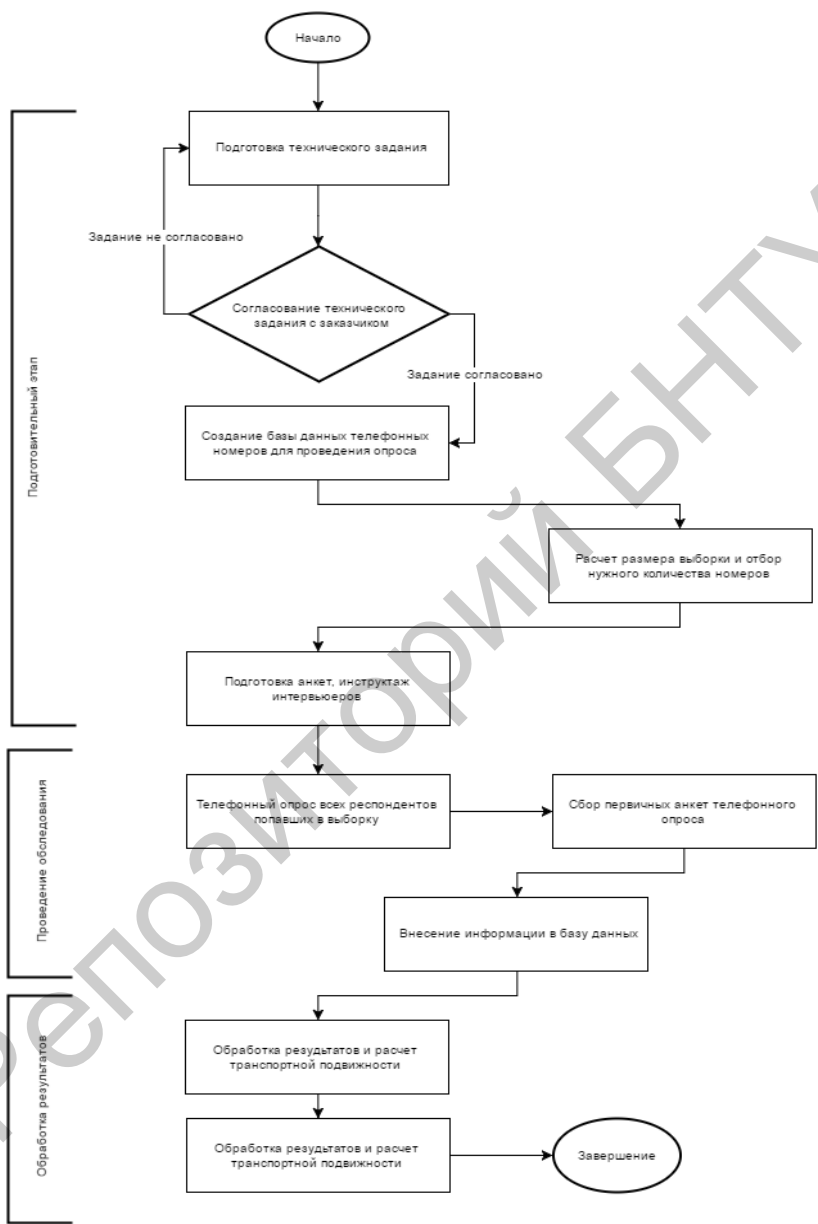 Начало
Подготовка технического задания
Задание не согласовано
Согласование технического
задания с заказчиком
Задание согласовано
Создание базы данных телефонных
номеров для проведения опроса
Расчет размера выборки и отбор
нужного количества номеров
Подготовка анкет, инструктаж
интервьюеров
Подготовительный этап
Телефонный опрос всех респондентов
попавших в выборку
Сбор первичных анкет телефонного
опроса
Внесение информации в базу данных
Проведение обследования
Обработка резудьтатов и расчет
транспортной подвижности
Обработка резудьтатов и расчет
транспортной подвижности
Завершение
Обработка результатов
Репозиторий БНТУ